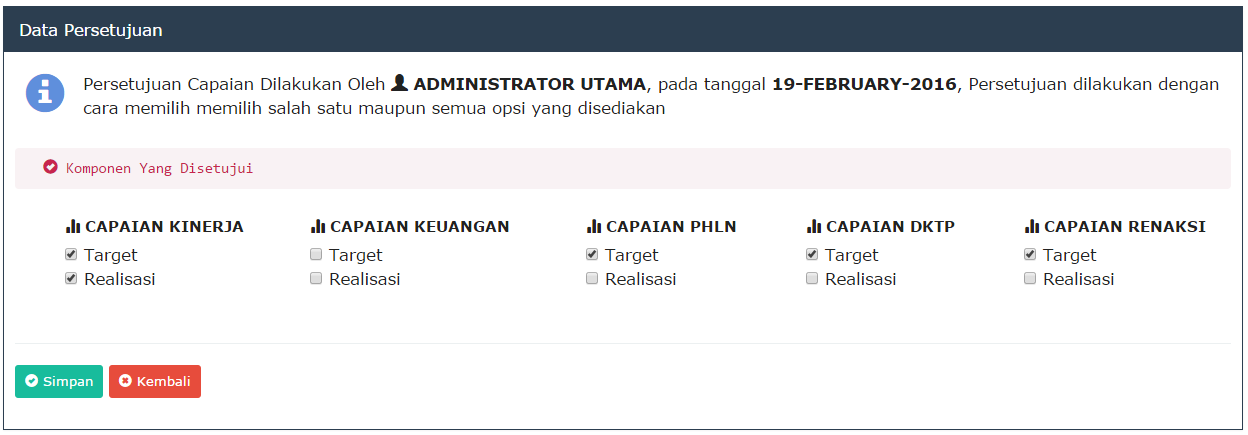 Data Persetujuan
Persetujuan Capaian Dilakukan Oleh ADMINISTRATOR UTAMA, pada tanggal 19-FEBRUARY-2016, Persetujuan dilakukan dengan
cara memilih memilih salah satu maupun semua opsi yang disediakan
Komponen Yang Disetujui
CAPAIAN KINERJA CAPAIAN KEUANGAN CAPAIAN PHLN CAPAIAN DKTP CAPAIAN RENAKSI
Target Target Target Target Target
Realisasi Realisasi Realisasi Realisasi Realisasi
Simpan Kembali